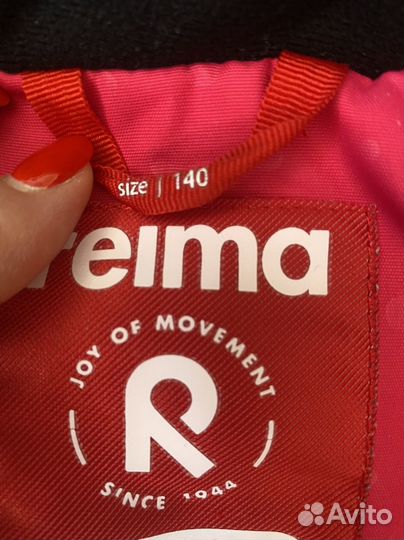 size | 140
reima
JOY OF MOVEMENT
R
SINCE 1944
Avito